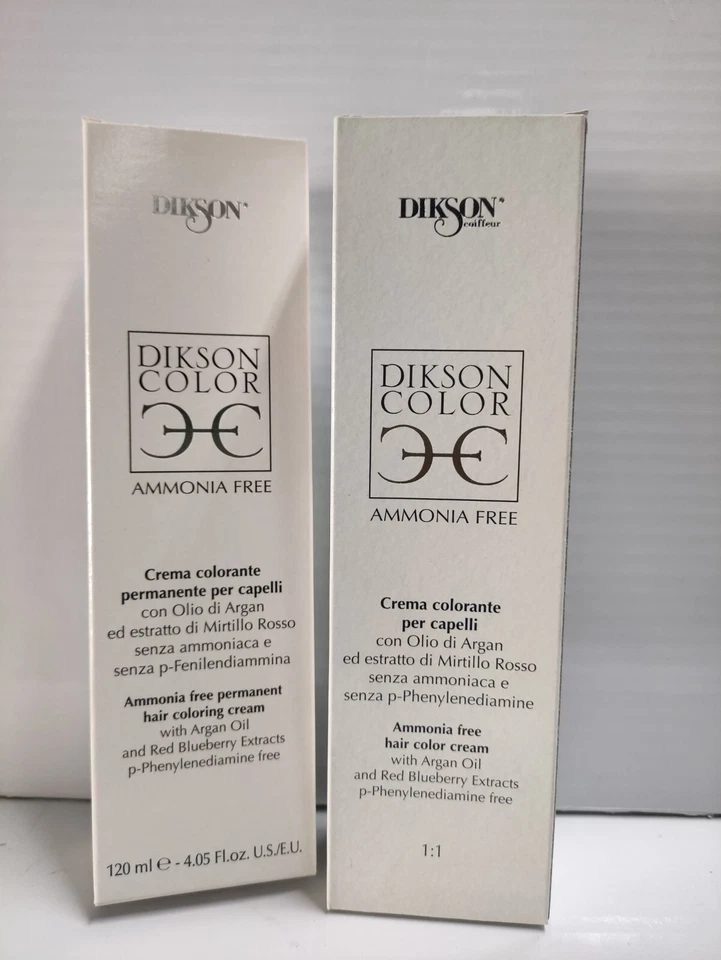 DIKSON
DIKSON
COLOR
AMMONIA FREE
Crema colorante
permanente per capelli
con Olio di Argan
ed estratto di Mirtillo Rosso
senza ammoniaca e
senza p-Fenilendiammina
Ammonia free permanent
hair coloring cream
with Argan Oil
and Red Blueberry Extracts
p-Phenylenediamine free
120 ml e - 4.05 Fl.oz. U.S./E.U.
DIKSON
coiffeur
DIKSON
COLOR
AMMONIA FREE
Crema colorante
per capelli
con Olio di Argan
ed estratto di Mirtillo Rosso
senza ammoniaca e
senza p-Phenylenediamine
Ammonia free
hair color cream
with Argan Oil
and Red Blueberry Extracts
p-Phenylenediamine free
1:1